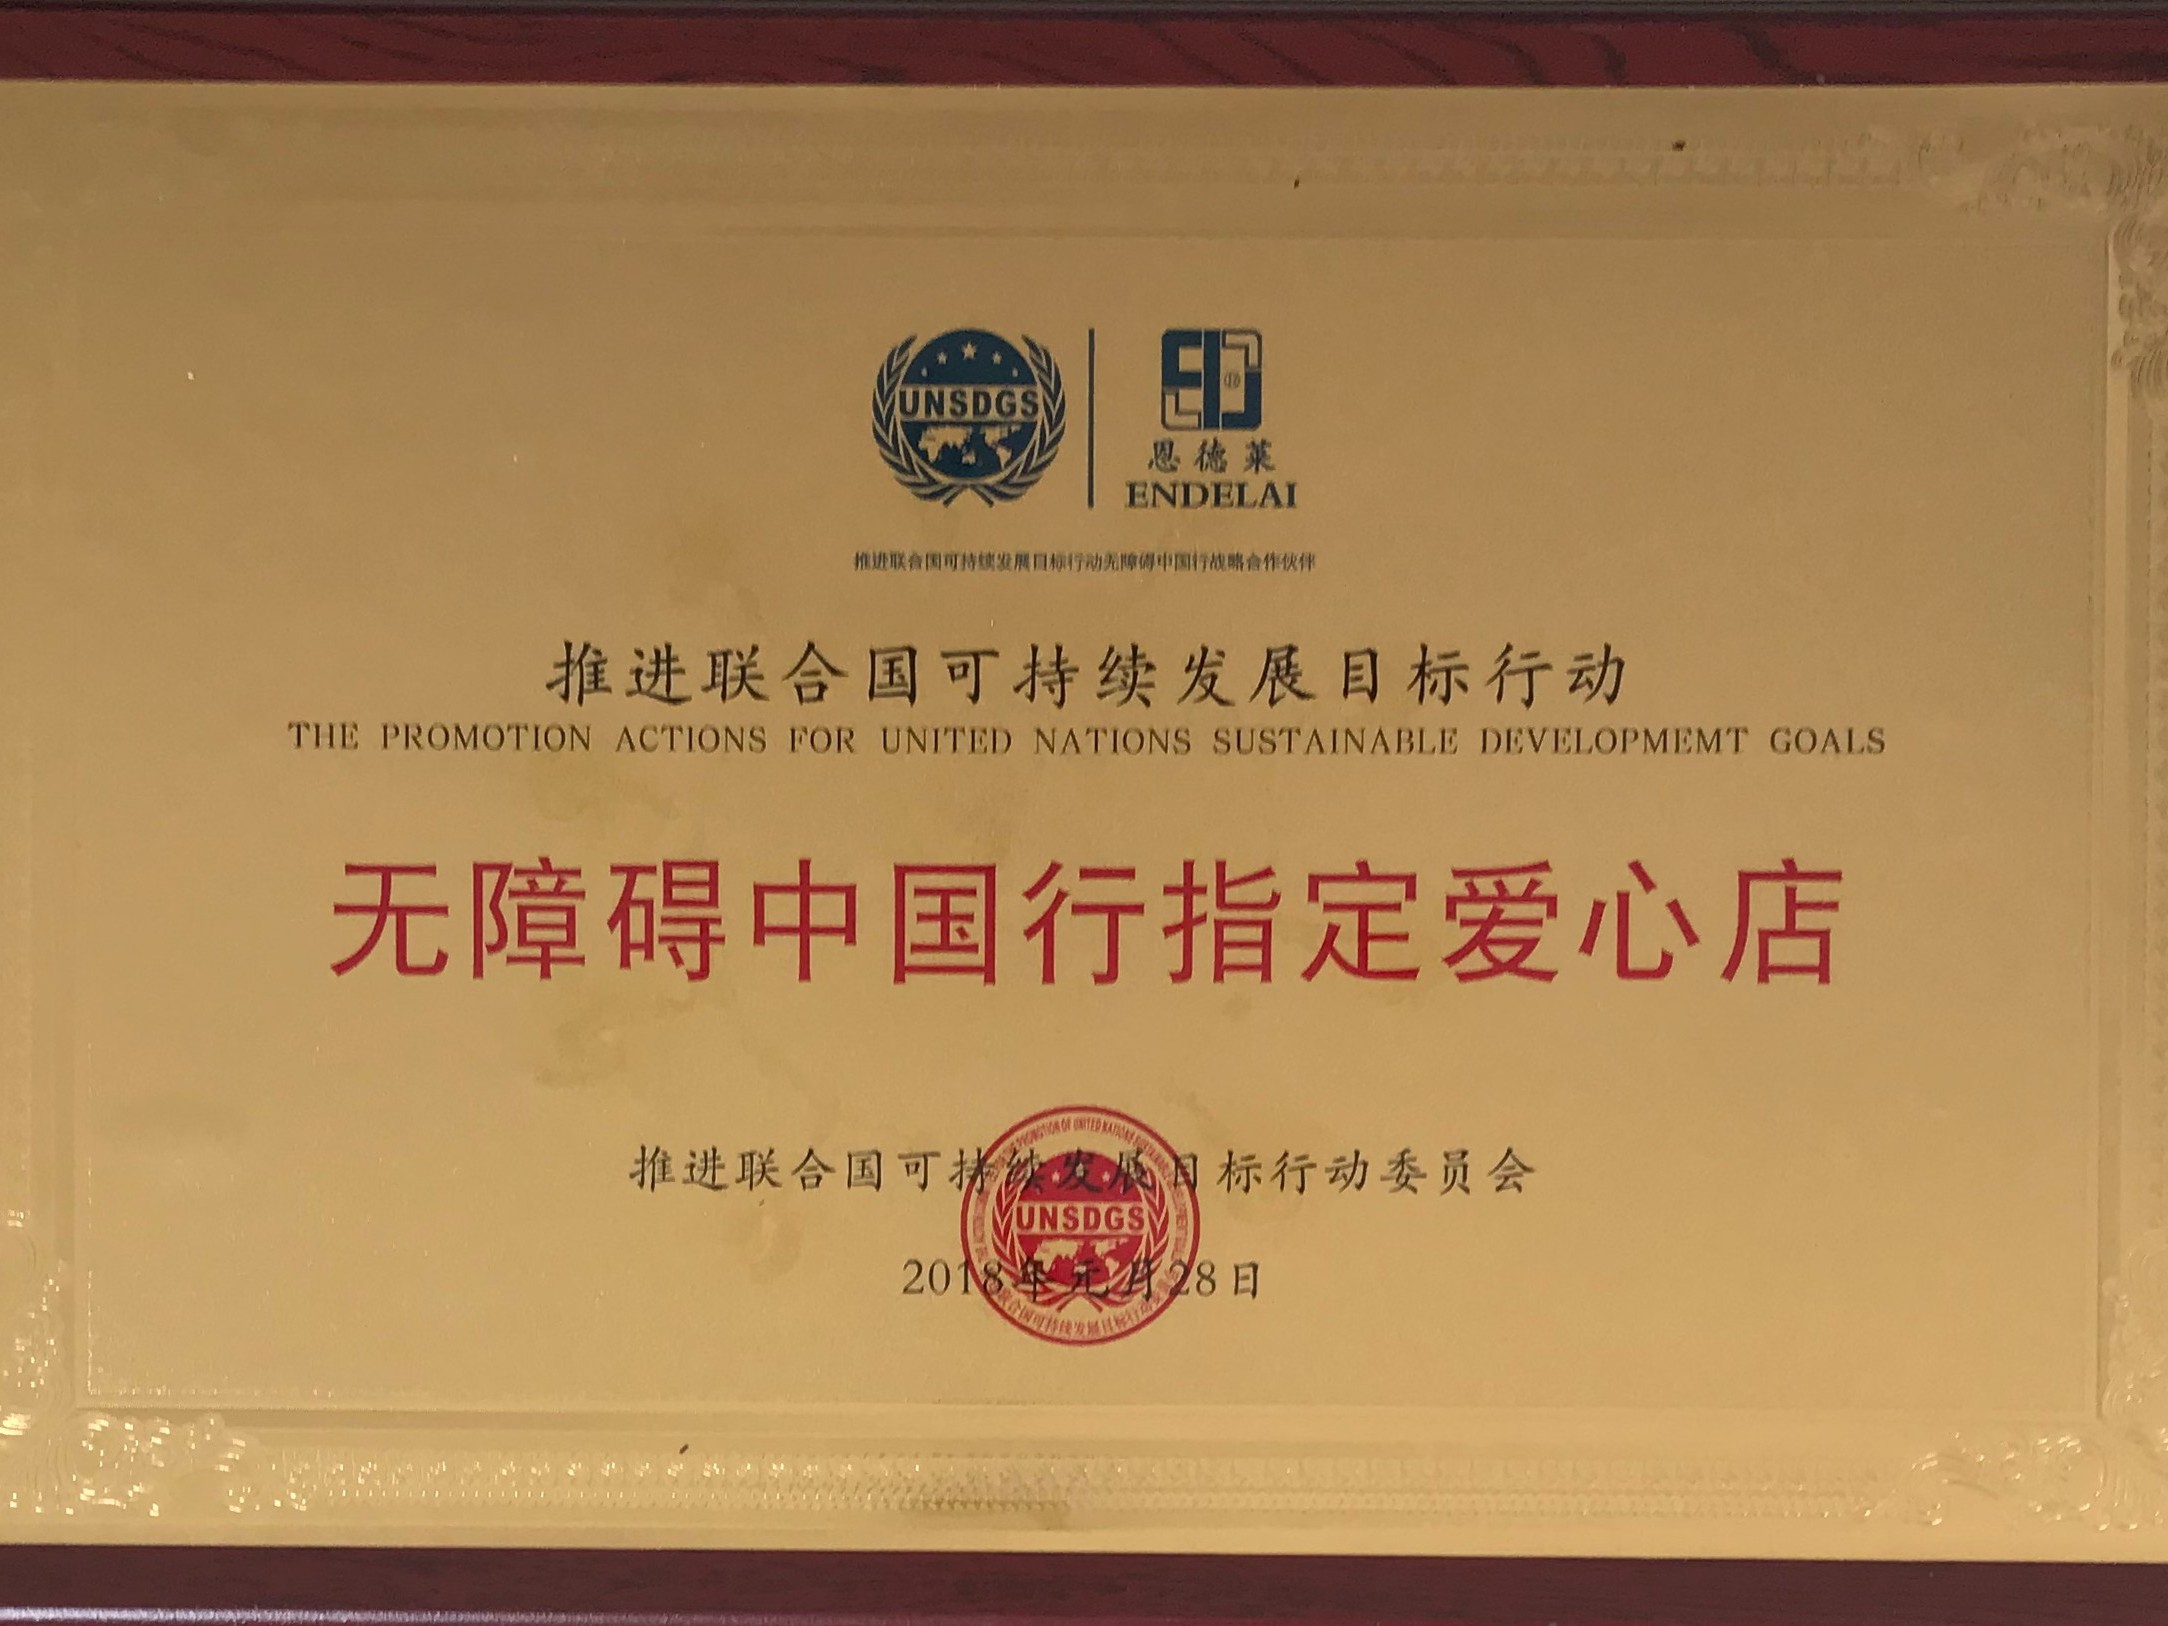 UNSDGS
恩德莱
ENDELAI
推进联合国可持续发展目标行动无障碍中国行战略合作伙伴
推进联合国可持续发展目标行动
THE PROMOTION ACTIONS FOR UNITED NATIONS SUSTAINABLE DEVELOPMEMT GOALS
无障碍中国行指定爱心店
推进联合国可持续发展目标行动委员会
UNSDGS
2018年元月28日